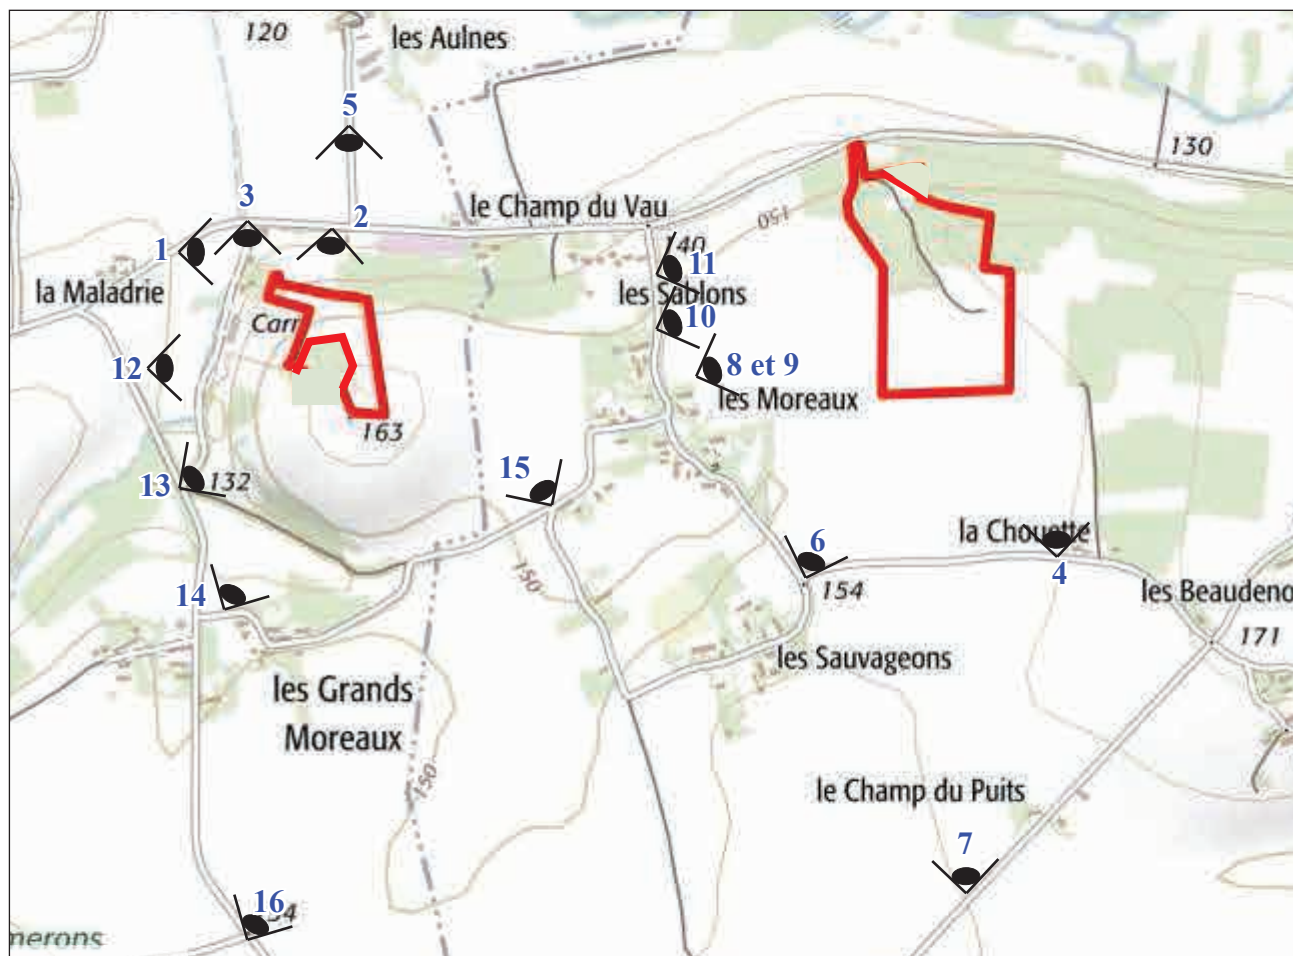 120
les Aulnes
5
130
3
2
le Champ du Vau
150
1
140
11
la Maladrie
les Sablons
Carr
10
12
8 et 9
les Moreaux
163
15
13
132
la Chouette
6
4
150
154
14
les Beaudeno
171
les Sauvageons
les Grands
Moreaux
150
le Champ du Puits
7
16
merons